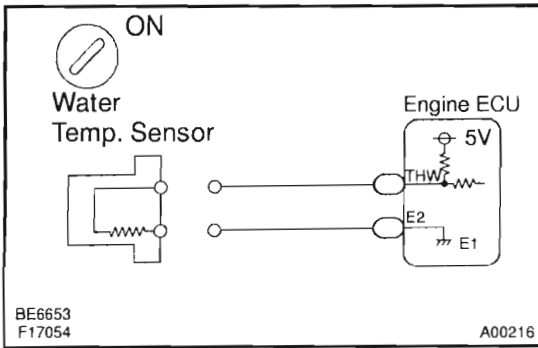 ON
Water
Temp. Sensor
Engine ECU
5V
THW
E2
E1
BE6653
F17054
A00216